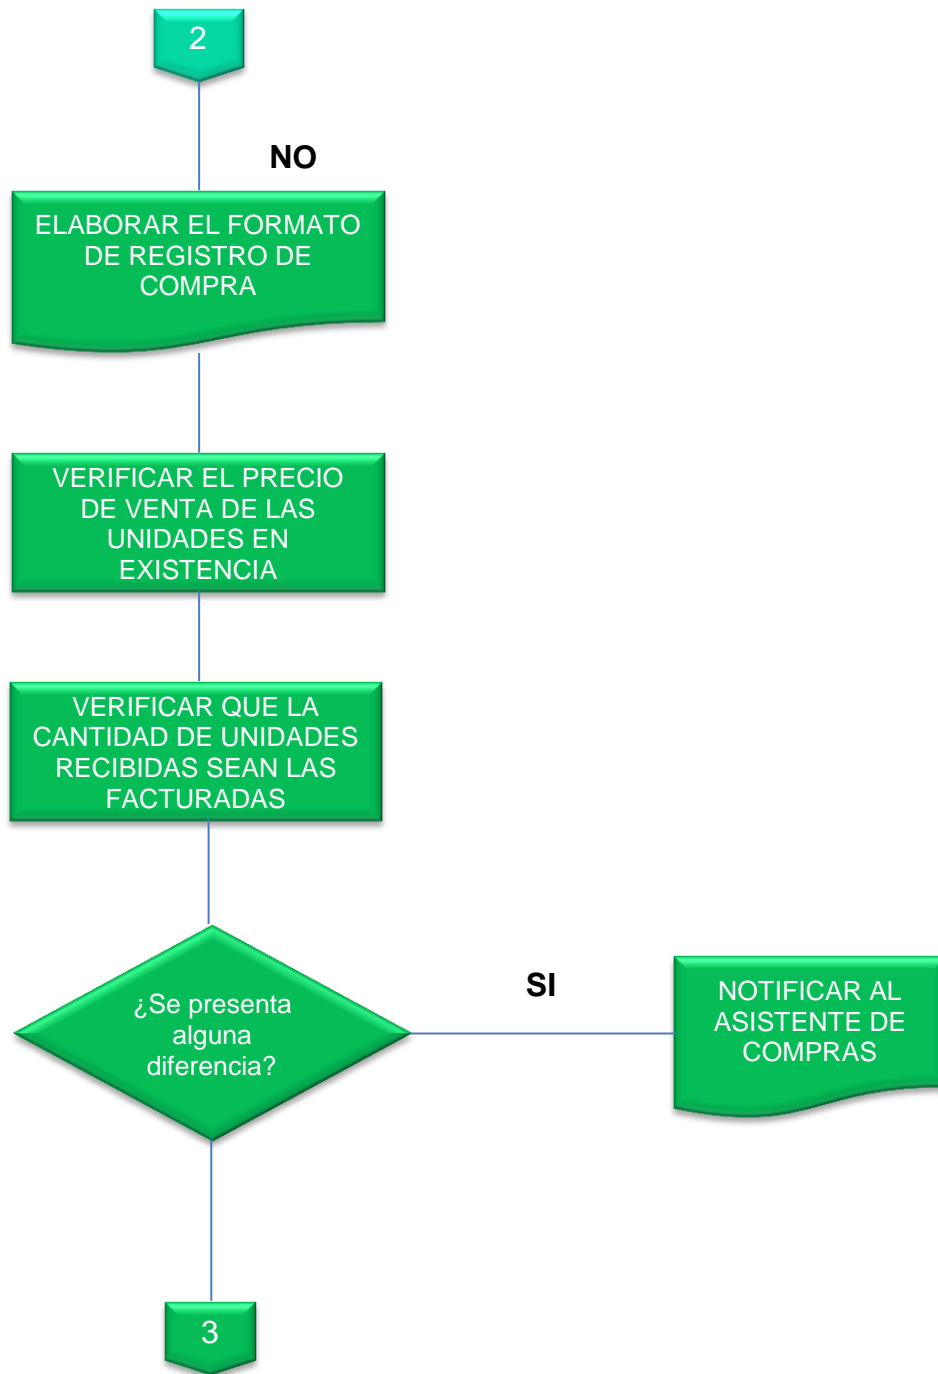 2
NO
ELABORAR EL FORMATO
DE REGISTRO DE
COMPRA
VERIFICAR EL PRECIO
DE VENTA DE LAS
UNIDADES EN
EXISTENCIA
VERIFICAR QUE LA
CANTIDAD DE UNIDADES
RECIBIDAS SEAN LAS
FACTURADAS
¿Se presenta
alguna
diferencia?
SI
NOTIFICAR AL
ASISTENTE DE
COMPRAS
3